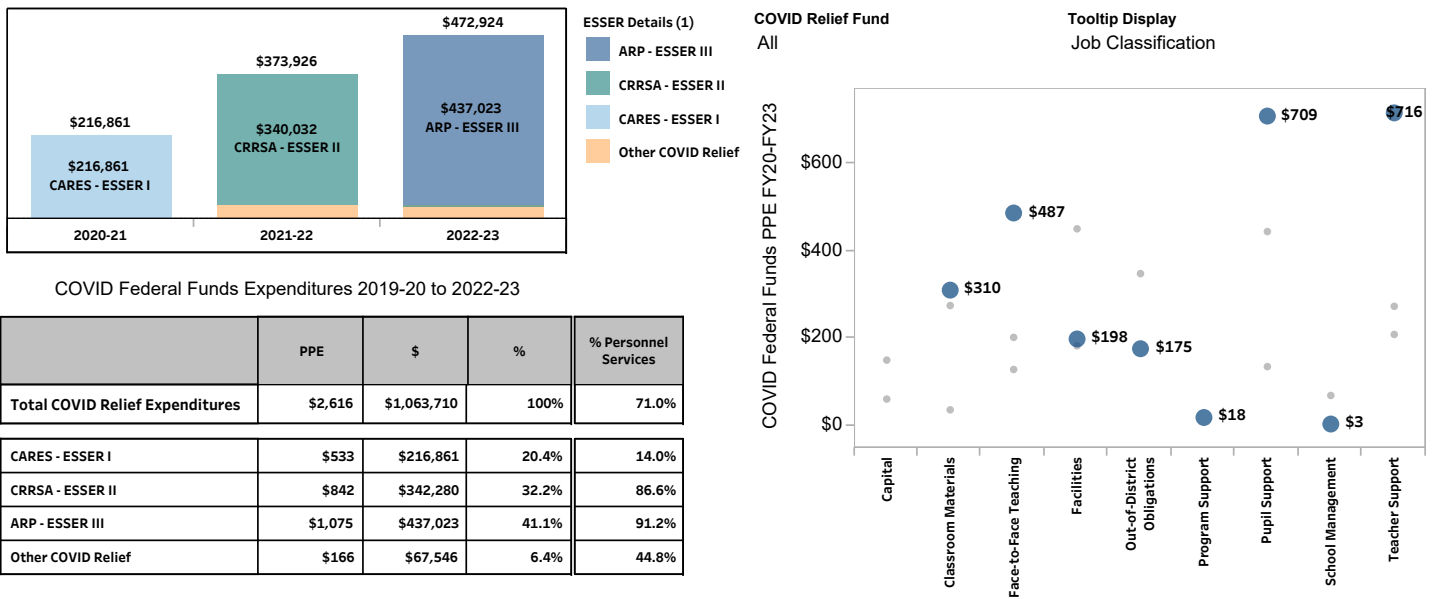 $472,924
$373,926
$216,861
$437,023
ARP - ESSER III
$340,032
CRRSA - ESSER II
$216,861
CARES - ESSER I
2020-21
2021-22
2022-23
ESSER Details (1)
ARP - ESSER III
CRRSA - ESSER II
CARES - ESSER I
Other COVID Relief
COVID Federal Funds Expenditures 2019-20 to 2022-23
PPE $ % % Personnel
Services
Total COVID Relief Expenditures $2,616 $1,063,710 100% 71.0%
CARES - ESSER I $533 $216,861 20.4% 14.0%
CRRSA - ESSER II $842 $342,280 32.2% 86.6%
ARP - ESSER III $1,075 $437,023 41.1% 91.2%
Other COVID Relief $166 $67,546 6.4% 44.8%
COVID Relief Fund
All
Tooltip Display
Job Classification
COVID Federal Funds PPE FY20-FY23
$600
$400
$200
$0
$310
$487
$198
$175
$18
$709
$3
$716
Capital
Classroom Materials
Face-to-Face Teaching
Facilities
Out-of-District
Obligations
Program Support
Pupil Support
School Management
Teacher Support